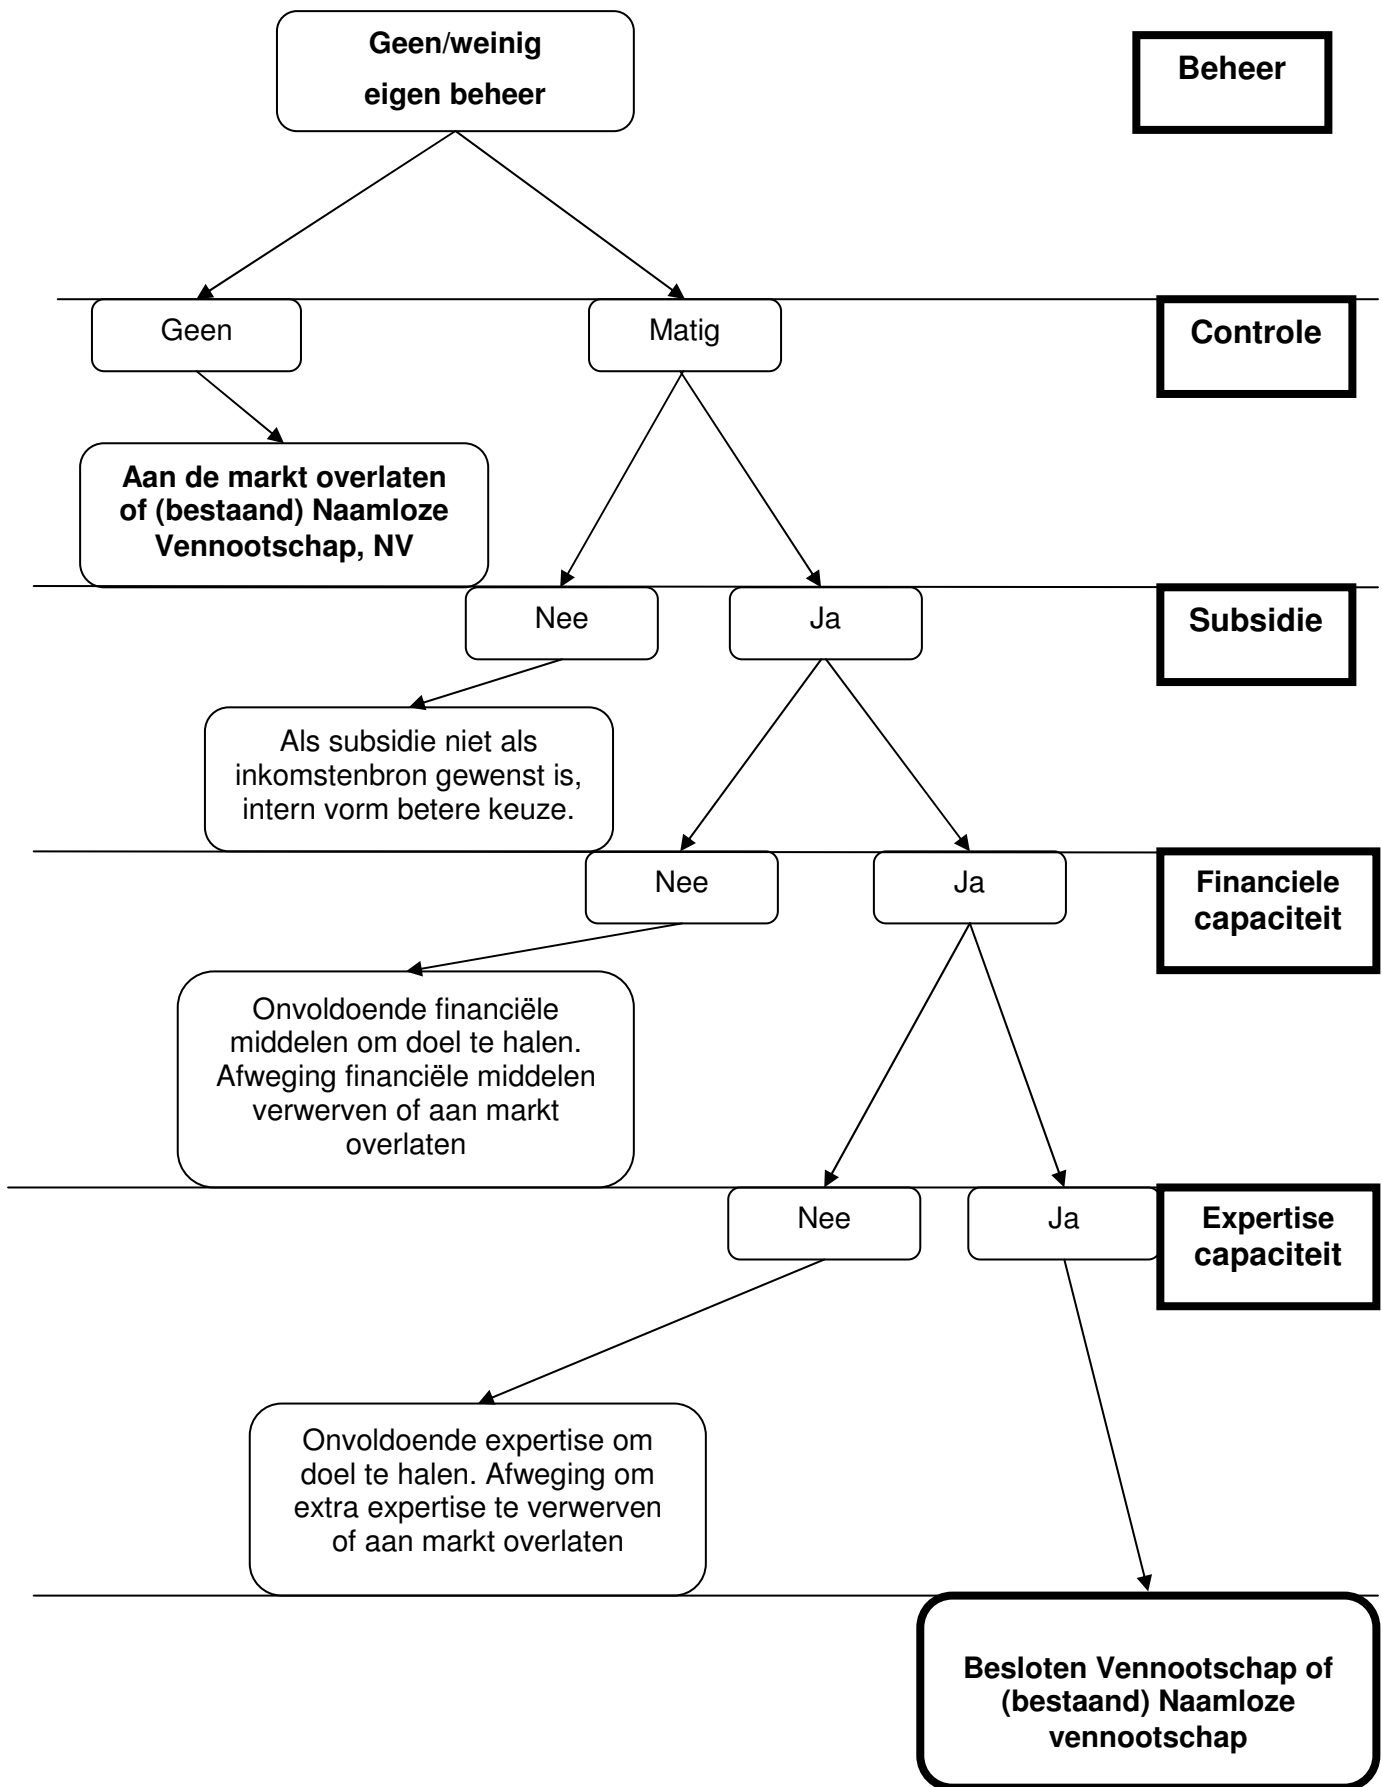 Geen/weinig
eigen beheer
Beheer
Geen
Matig
Controle
Aan de markt overlaten
of (bestaand) Naamloze
Vennootschap, NV
Nee
Ja
Subsidie
Als subsidie niet als
inkomstenbron gewenst is,
intern vorm betere keuze.
Nee
Ja
Financiele
capaciteit
Onvoldoende financiële
middelen om doel te halen.
Afweging financiële middelen
verwerven of aan markt
overlaten
Nee
Ja
Expertise
capaciteit
Onvoldoende expertise om
doel te halen. Afweging om
extra expertise te verwerven
of aan markt overlaten
Besloten Vennootschap of
(bestaand) Naamloze
vennootschap